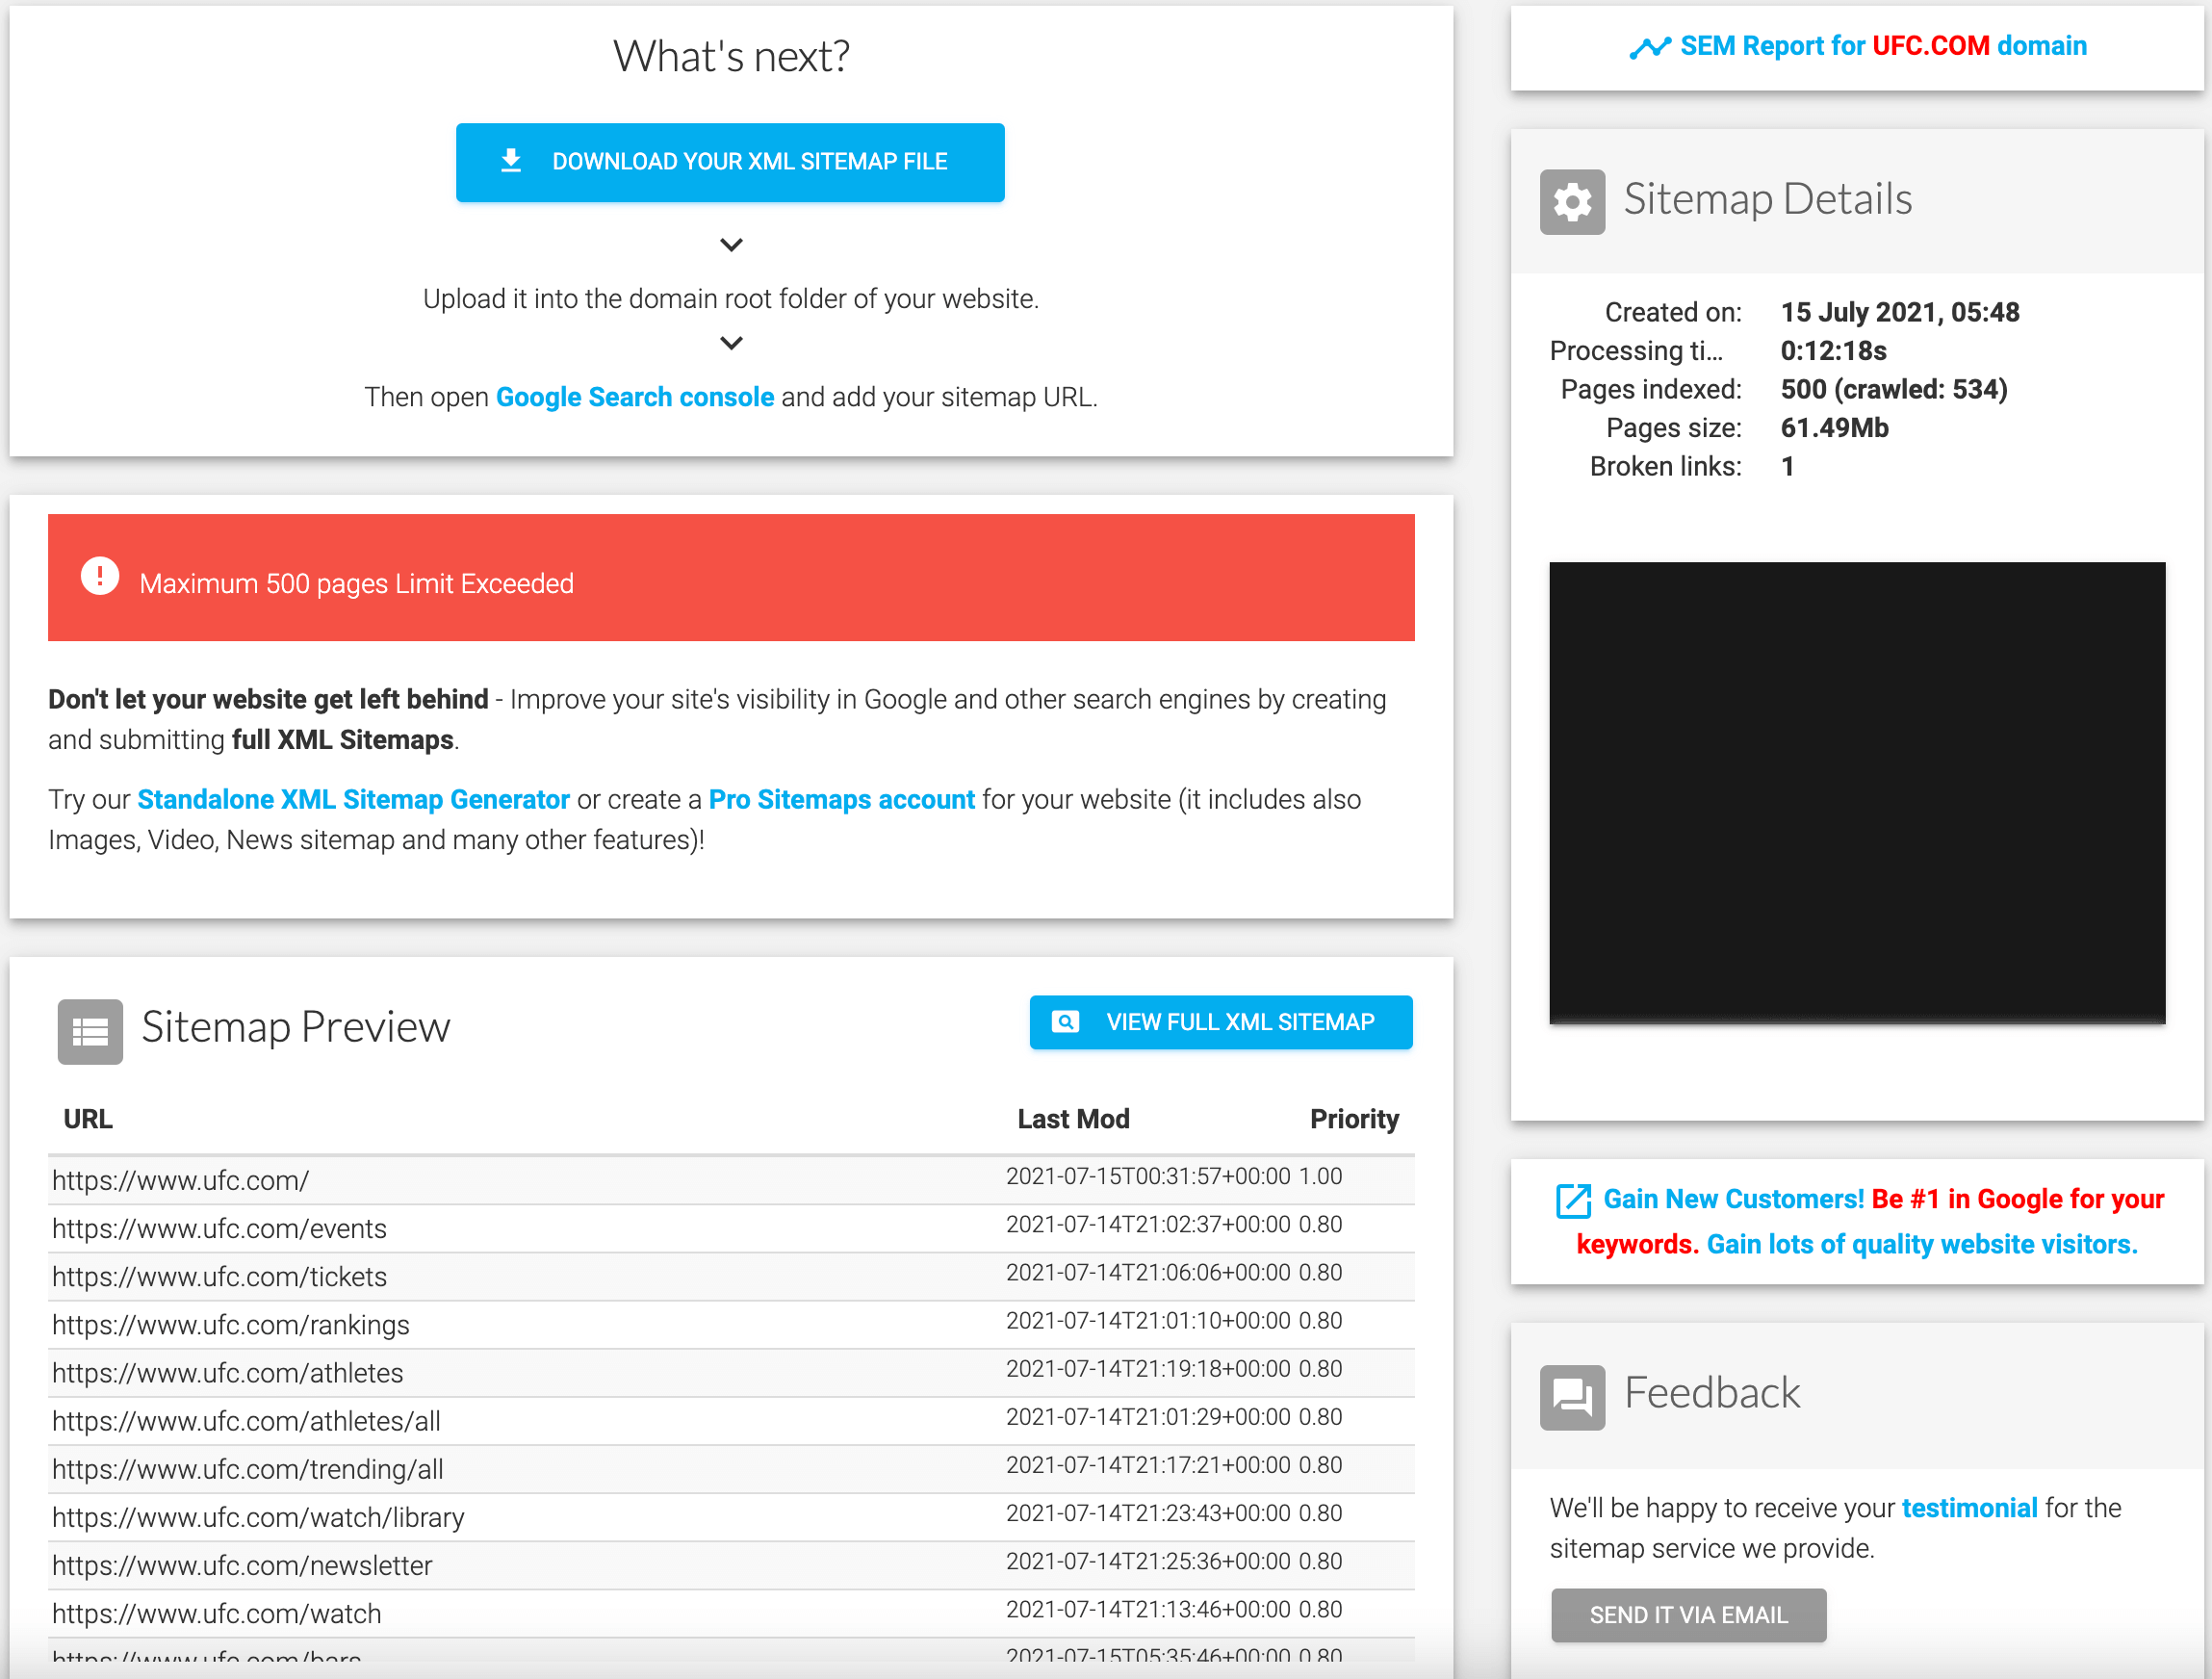 What's next?
DOWNLOAD YOUR XML SITEMAP FILE
Upload it into the domain root folder of your website.
Then open Google Search console and add your sitemap URL.
Maximum 500 pages Limit Exceeded
Don't let your website get left behind - Improve your site's visibility in Google and other search engines by creating
and submitting full XML Sitemaps.
Try our Standalone XML Sitemap Generator or create a Pro Sitemaps account for your website (it includes also
Images, Video, News sitemap and many other features)!
Sitemap Preview
VIEW FULL XML SITEMAP
URL Last Mod Priority
https://www.ufc.com/ 2021-07-15T00:31:57+00:00 1.00
https://www.ufc.com/events 2021-07-14T21:02:37+00:00 0.80
https://www.ufc.com/tickets 2021-07-14T21:06:06+00:00 0.80
https://www.ufc.com/rankings 2021-07-14T21:01:10+00:00 0.80
https://www.ufc.com/athletes 2021-07-14T21:19:18+00:00 0.80
https://www.ufc.com/athletes/all 2021-07-14T21:01:29+00:00 0.80
https://www.ufc.com/trending/all 2021-07-14T21:17:21+00:00 0.80
https://www.ufc.com/watch/library 2021-07-14T21:23:43+00:00 0.80
https://www.ufc.com/newsletter 2021-07-14T21:25:36+00:00 0.80
https://www.ufc.com/watch 2021-07-14T21:13:46+00:00 0.80
https://www.ufc.com/bars 2021-07-15T05:35:46+00:00 0.80
SEM Report for UFC.COM domain
Sitemap Details
Created on: 15 July 2021, 05:48
Processing ti... 0:12:18s
Pages indexed: 500 (crawled: 534)
Pages size: 61.49Mb
Broken links: 1
Gain New Customers! Be #1 in Google for your
keywords. Gain lots of quality website visitors.
Feedback
We'll be happy to receive your testimonial for the
sitemap service we provide.
SEND IT VIA EMAIL